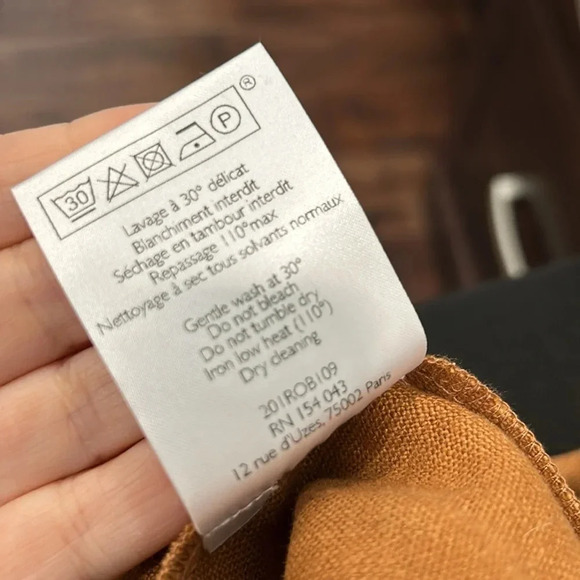 ®
30 P
Lavage à 30° délicat
Blanchiment interdit
Séchage en tambour interdit
Repassage 110°max
Nettoyage à sec tous solvants normaux
Gentle wash at 30°
Do not bleach
Do not tumble dry
Iron low heat (110°)
Dry cleaning
201ROB109
RN 154 043
12 rue d'Uzes, 75002 Paris